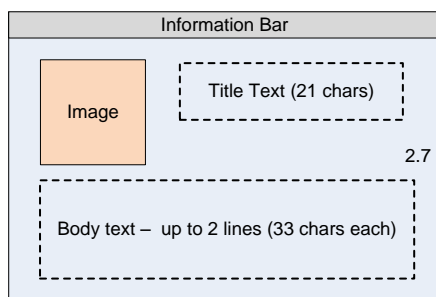 Information Bar
Title Text (21 chars)
Image
2.7
Body text –  up to 2 lines (33 chars each)